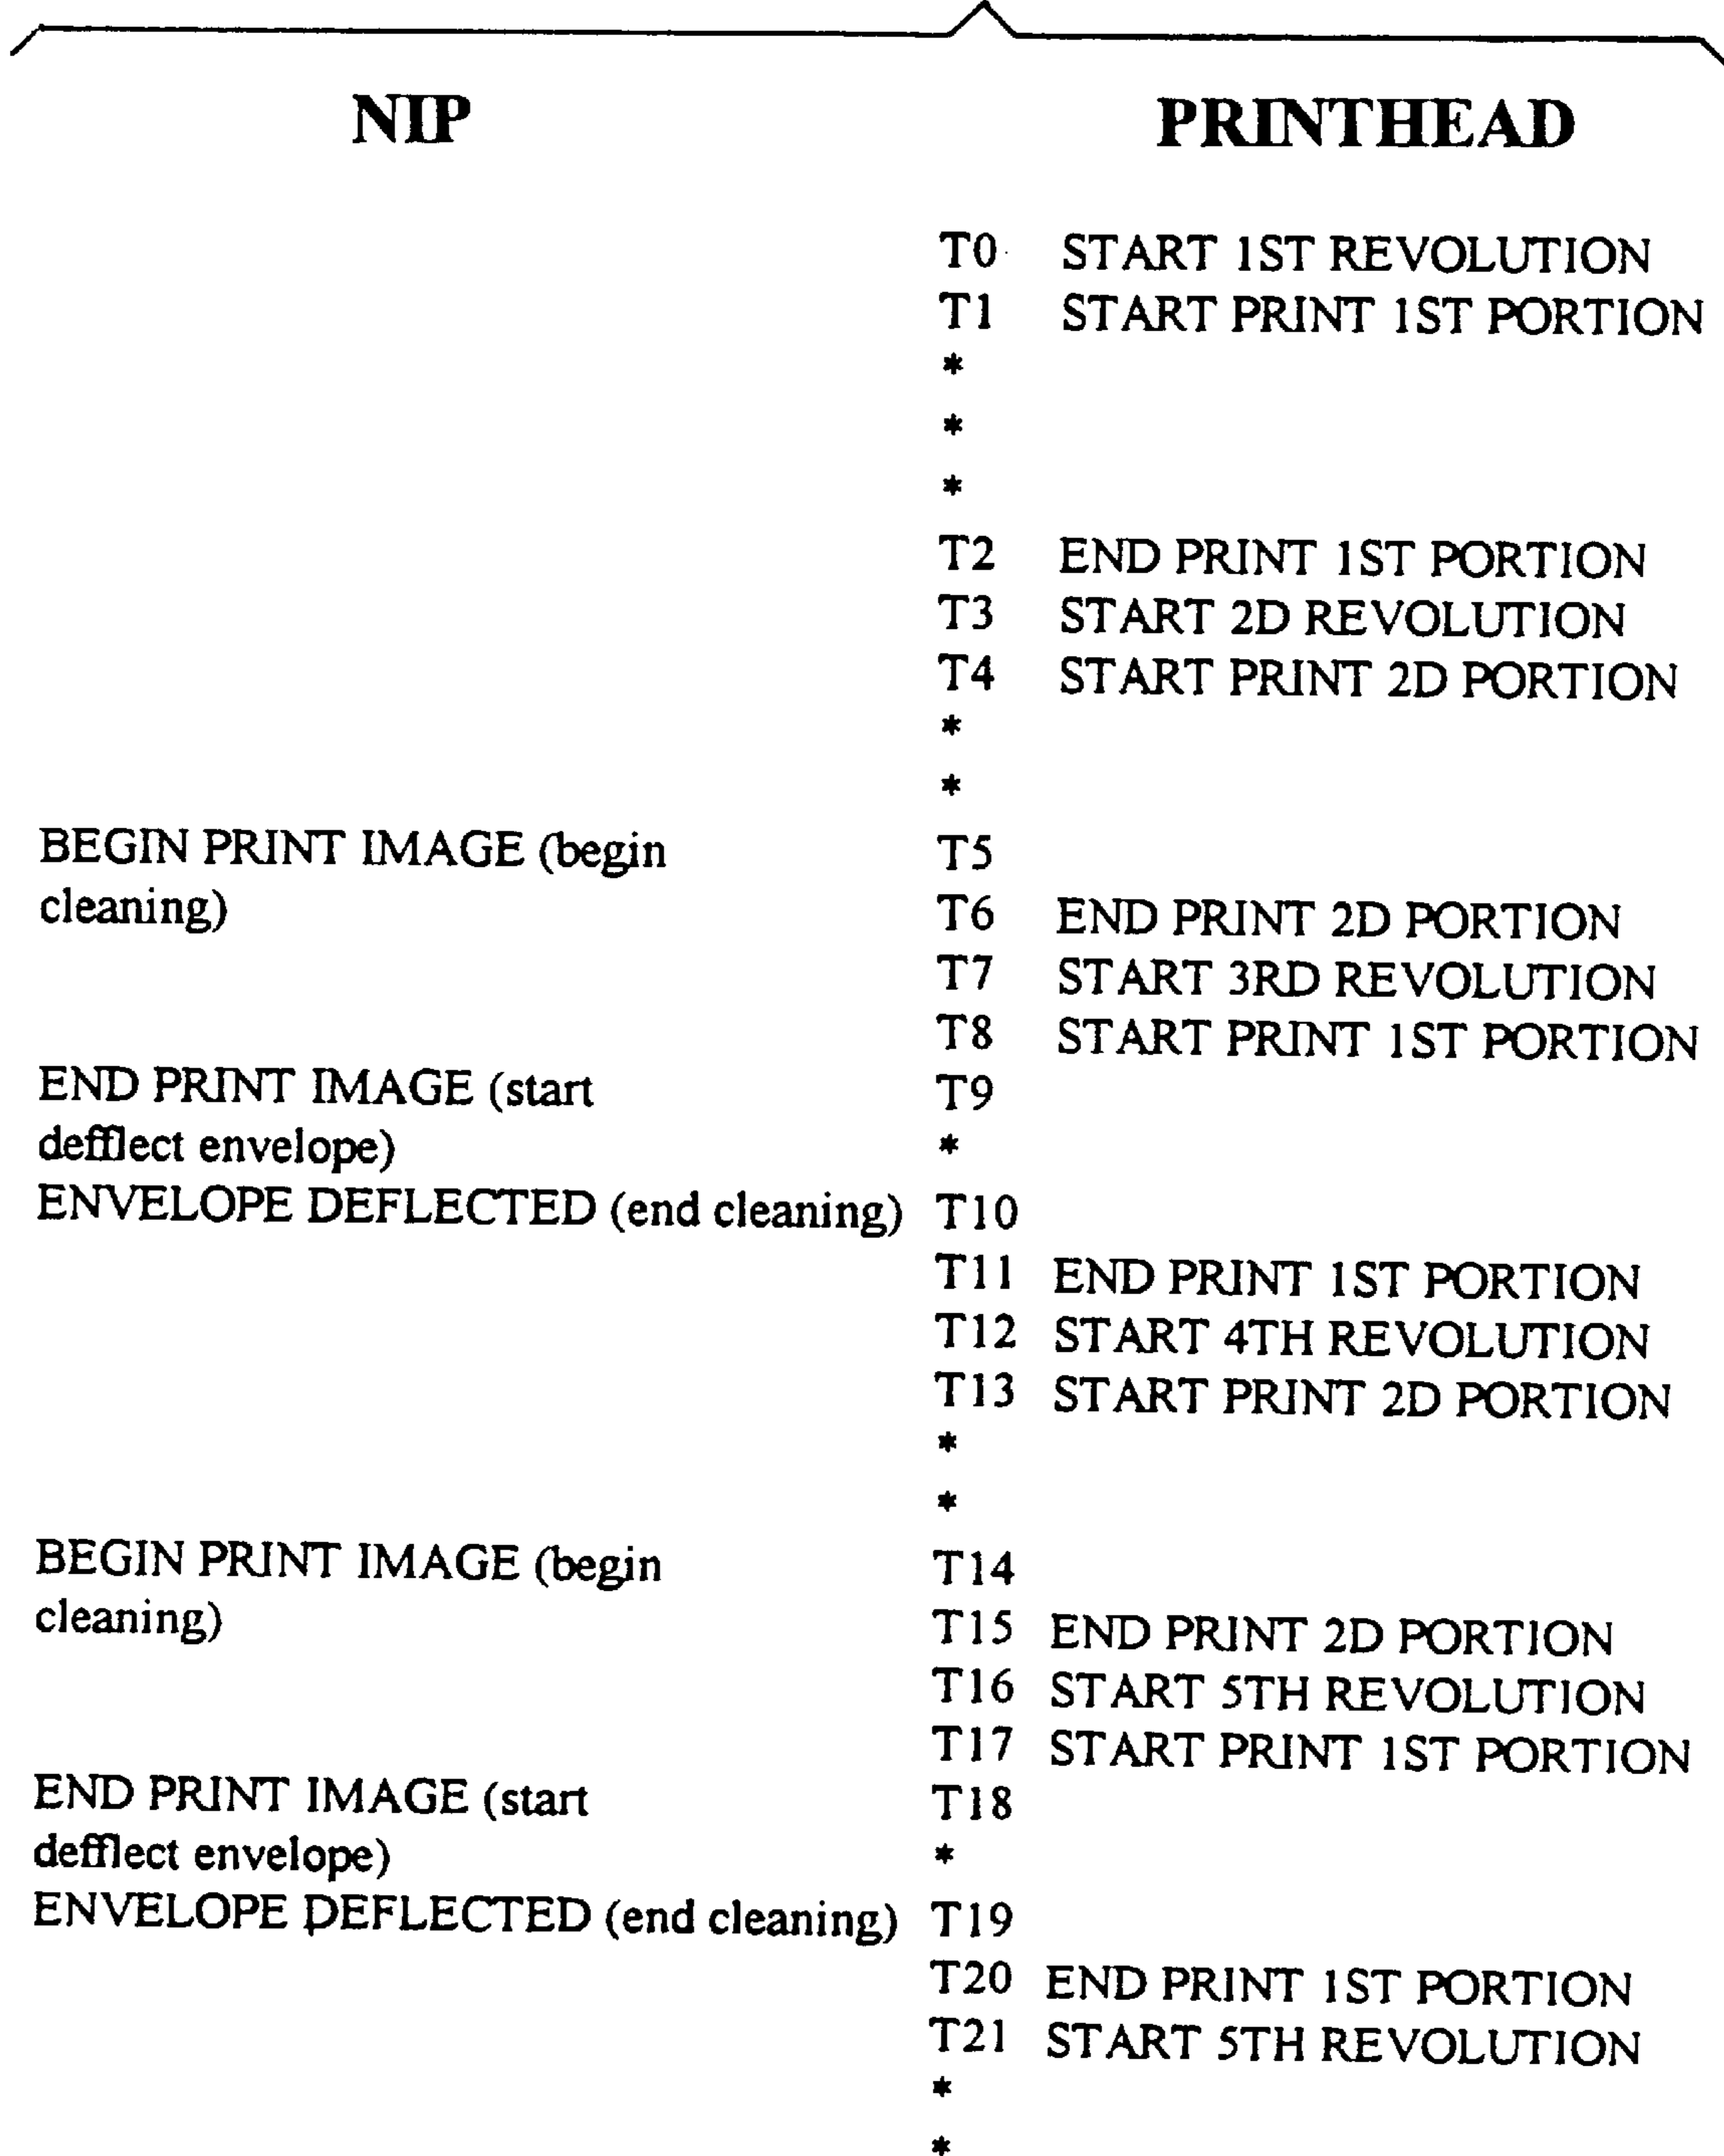 NIP PRINTHEAD
T0 START 1ST REVOLUTION
T1 START PRINT 1ST PORTION
*
*
*
T2 END PRINT 1ST PORTION
T3 START 2D REVOLUTION
T4 START PRINT 2D PORTION
*
*
BEGIN PRINT IMAGE (begin T5
cleaning) T6 END PRINT 2D PORTION
T7 START 3RD REVOLUTION
T8 START PRINT 1ST PORTION
END PRINT IMAGE (start T9
defflect envelope) *
ENVELOPE DEFLECTED (end cleaning) T10
T11 END PRINT 1ST PORTION
T12 START 4TH REVOLUTION
T13 START PRINT 2D PORTION
*
*
BEGIN PRINT IMAGE (begin T14
cleaning) T15 END PRINT 2D PORTION
T16 START 5TH REVOLUTION
T17 START PRINT 1ST PORTION
END PRINT IMAGE (start T18
defflect envelope) *
ENVELOPE DEFLECTED (end cleaning) T19
T20 END PRINT 1ST PORTION
T21 START 5TH REVOLUTION
*
*